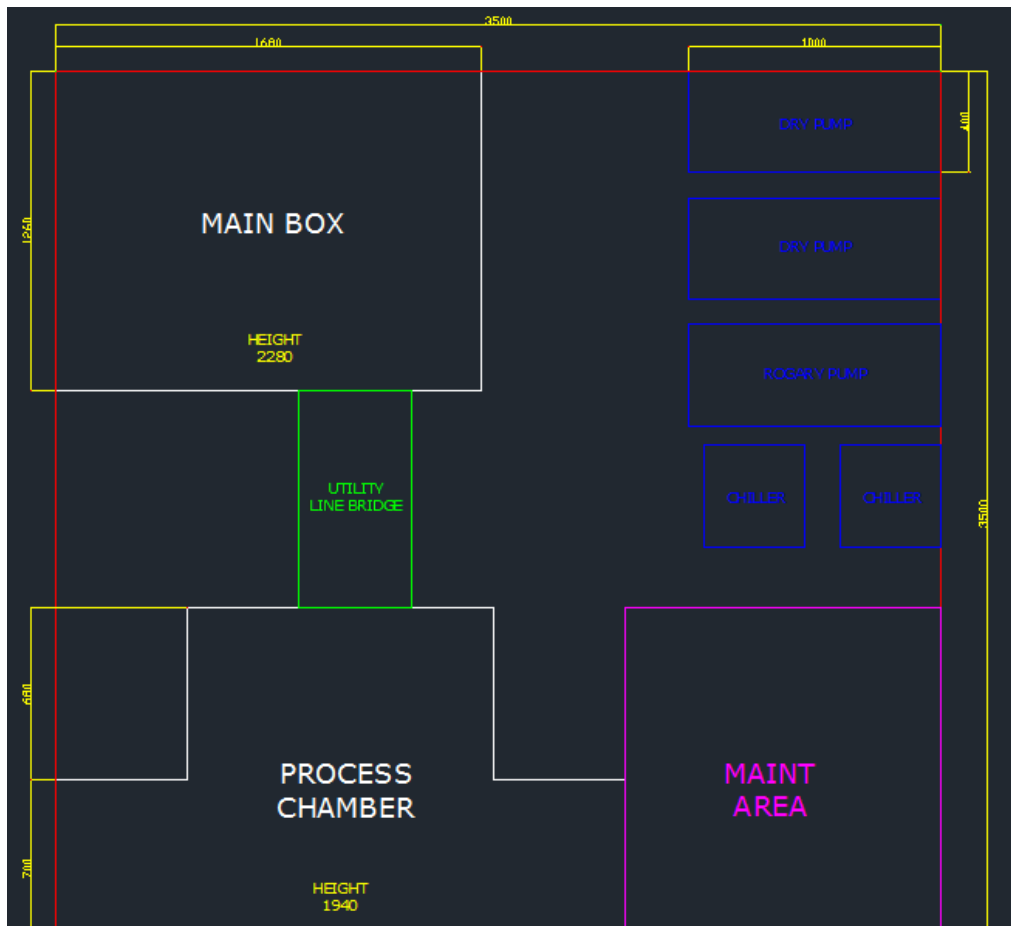 3500
1680
1000
DRY PUMP
400
MAIN BOX
1260
DRY PUMP
HEIGHT
2280
ROGARY PUMP
UTILITY
LINE BRIDGE
CHILLER
CHILLER
3500
680
PROCESS
CHAMBER
MAINT
AREA
700
HEIGHT
1940